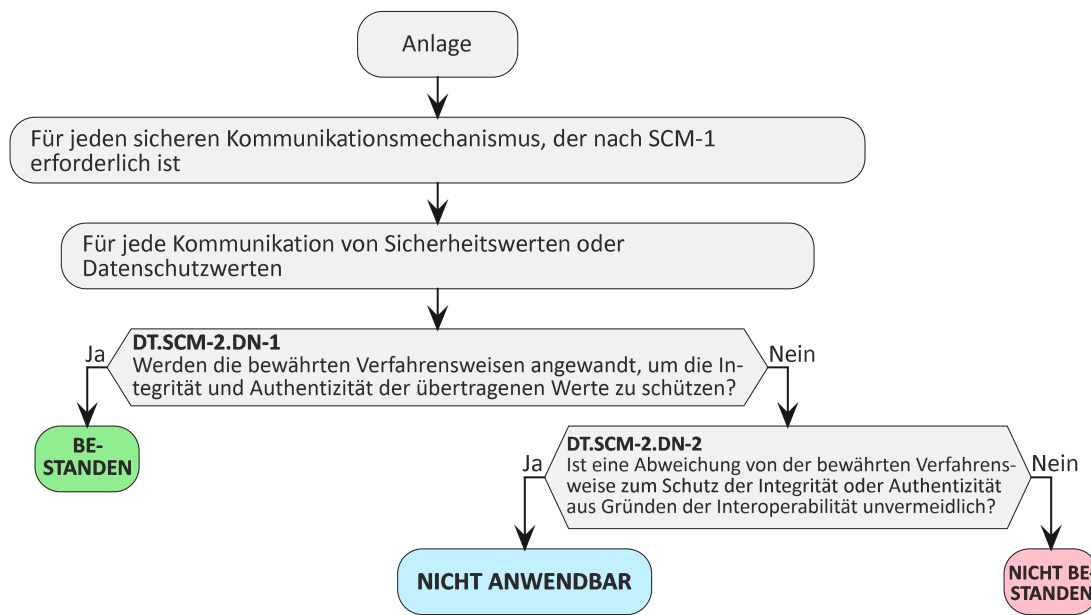 Anlage
Für jeden sicheren Kommunikationsmechanismus, der nach SCM-1
erforderlich ist
Für jede Kommunikation von Sicherheitswerten oder
Datenschutzwerten
DT.SCM-2.DN-1
Ja
Nein
Werden die bewährten Verfahrensweisen angewandt, um die In-
tegrität und Authentizität der übertragenen Werte zu schützen?
BE-
STANDEN
DT.SCM-2.DN-2
Ja
Nein
Ist eine Abweichung von der bewährten Verfahrens-
weise zum Schutz der Integrität oder Authentizität
aus Gründen der Interoperabilität unvermeidlich?
NICHT ANWENDBAR
NICHT BE-
STANDEN